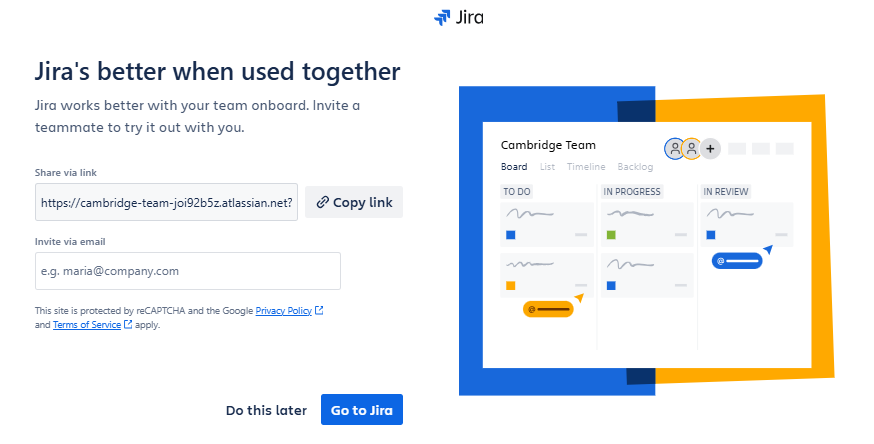 Jira
Jira's better when used together
Jira works better with your team onboard. Invite a
teammate to try it out with you.
Share via link
https://cambridge-team-joi92b5z.atlassian.net?
Copy link
Invite via email
e.g. maria@company.com
This site is protected by reCAPTCHA and the Google Privacy Policy
and Terms of Service apply.
Do this later
Go to Jira
Cambridge Team
+
Board List Timeline Backlog
TO DO
IN PROGRESS
IN REVIEW
@
@